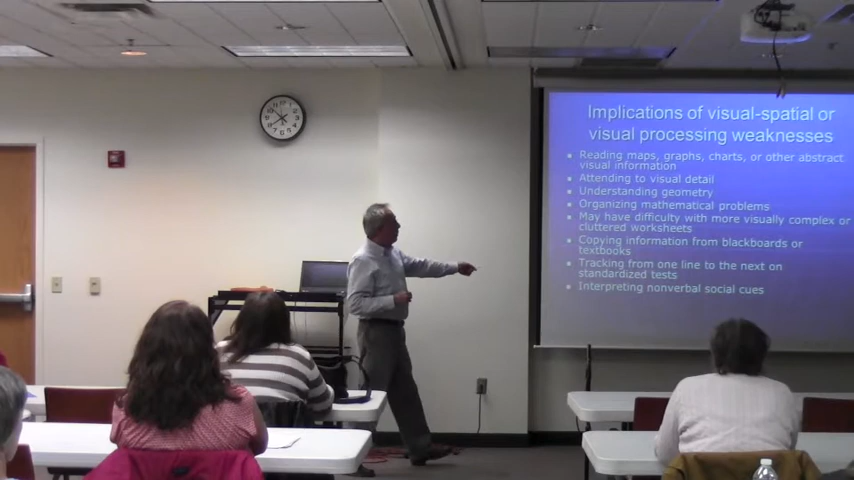 Implications of visual-spatial or
visual processing weaknesses
• Reading maps, graphs, charts, or other abstract
visual information
• Attending to visual detail
• Understanding geometry
• Organizing mathematical problems
• May have difficulty with more visually complex or
cluttered worksheets
• Copying information from blackboards or
textbooks
• Tracking from one line to the next on
standardized tests
• Interpreting nonverbal social cues